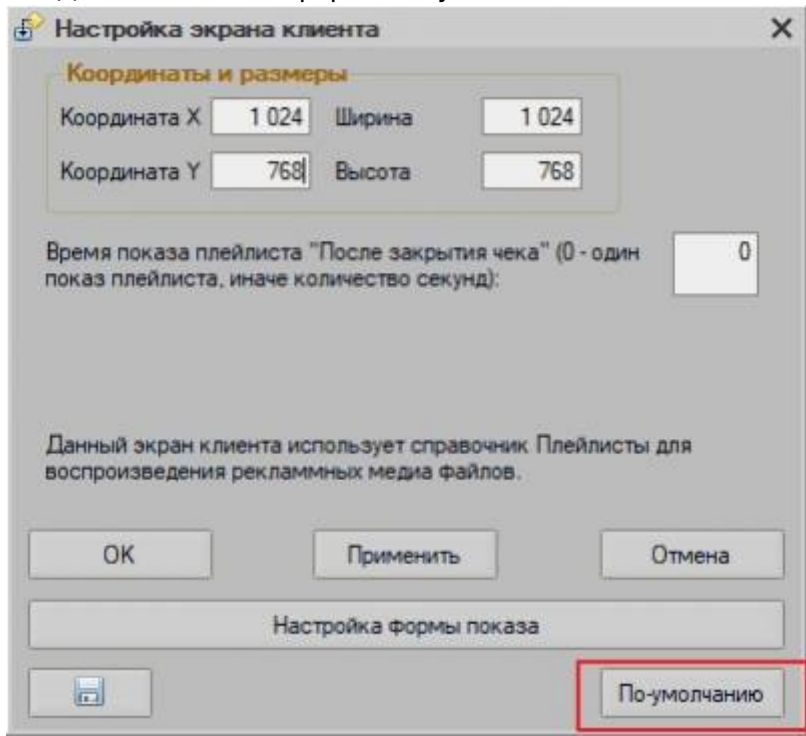 Настройка экрана клиента
Координаты и размеры
Координата X 1 024 Ширина 1 024
Координата Y 768 Высота 768
Время показа плейлиста "После закрытия чека" (0 - один 0
показ плейлиста, иначе количество секунд):
Данный экран клиента использует справочник Плейлисты для
воспроизведения рекламмных медиа файлов.
OK Применить Отмена
Настройка формы показа
По-умолчанию